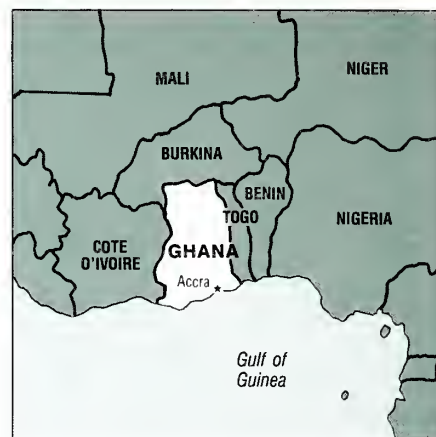 MALI
NIGER
BURKINA
BENIN
TOGO
NIGERIA
COTE
D'IVOIRE
GHANA
Accra
Gulf of
Guinea